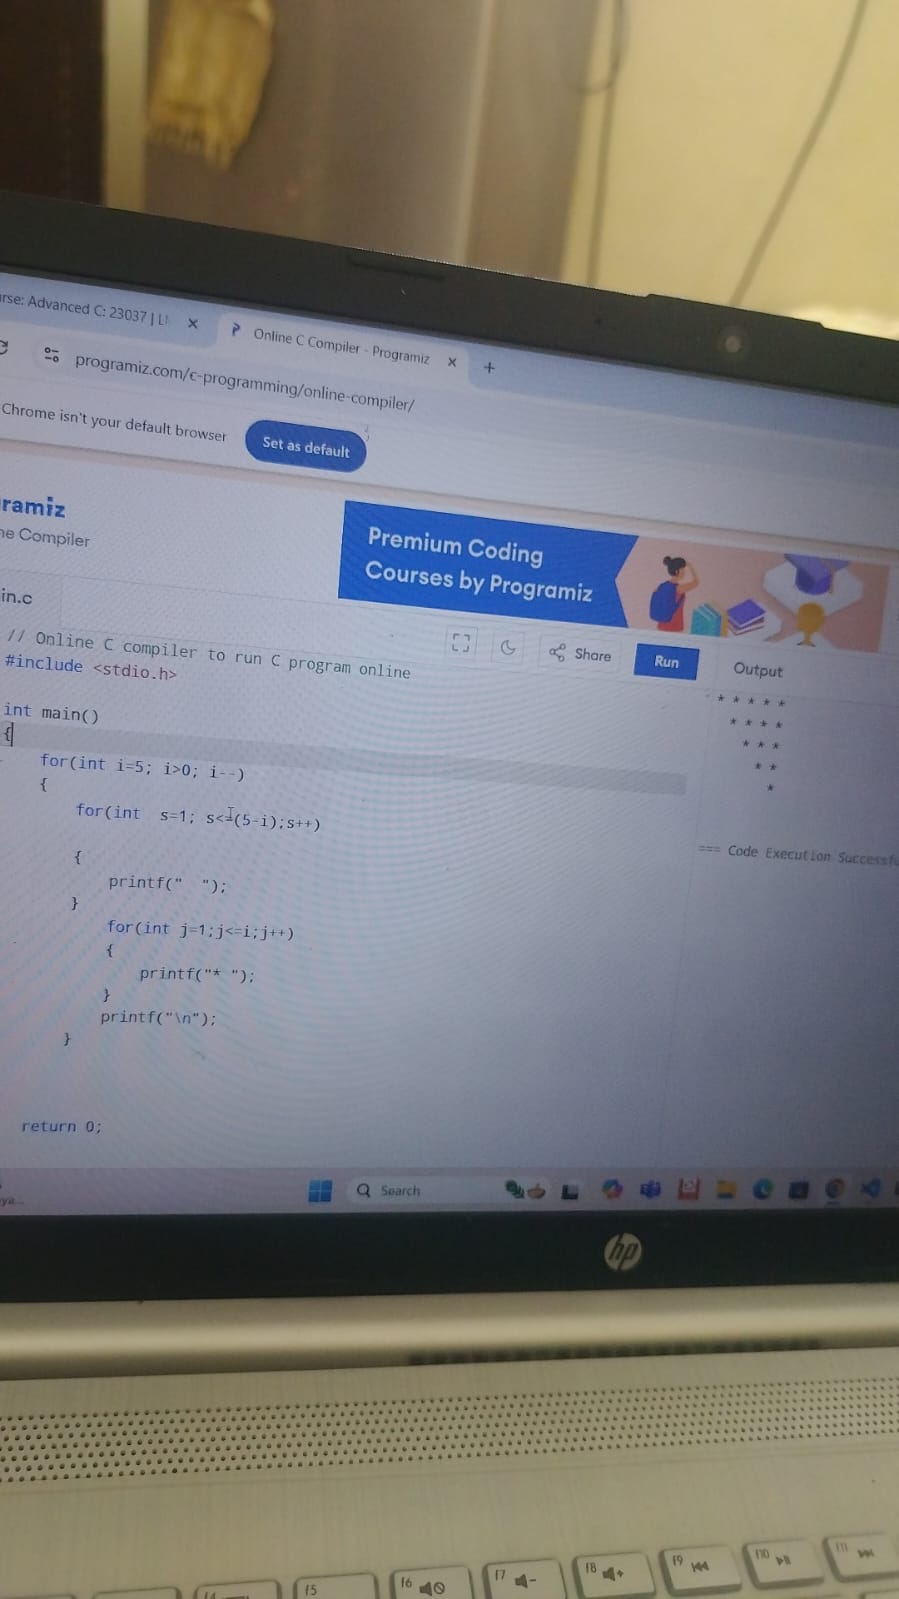 rse: Advanced C: 23037 |
Online C Compiler - Programiz
programiz.com/c-programming/online-compiler/
Chrome isn't your default browser
Set as default
ramiz
ne Compiler
Premium Coding
Courses by Programiz
in.c
Share
Run
Output
// Online C compiler to run C program online
#include <stdio.h>
int main()
{
for(int i=5; i>0; i--)
{
for(int  s=1; s<=(5-i);s++)
{
printf("  ");
}
for(int j=1;j<=i;j++)
{
printf("* ");
}
printf("\n");
}
return 0;
* * * * *
* * * *
* * *
* *
*
=== Code Execution Successfu
ya...
Search
hp
f5
f6
f7
f8
f9
f10
f11